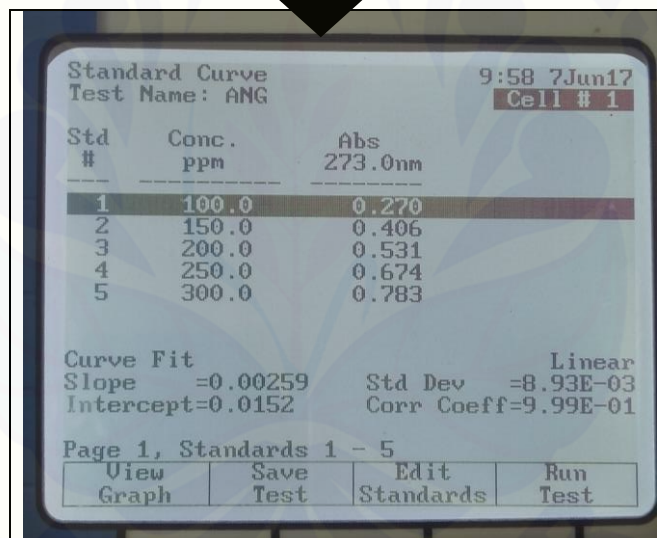 Standard Curve 9:58 7Jun17
Test Name: ANG Cell # 1
Std Conc. Abs
# ppm 273.0nm
1 100.0 0.270
2 150.0 0.406
3 200.0 0.531
4 250.0 0.674
5 300.0 0.783
Curve Fit Linear
Slope =0.00259 Std Dev =8.93E-03
Intercept=0.0152 Corr Coeff=9.99E-01
Page 1, Standards 1 - 5
View Save Edit Run
Graph Test Standards Test